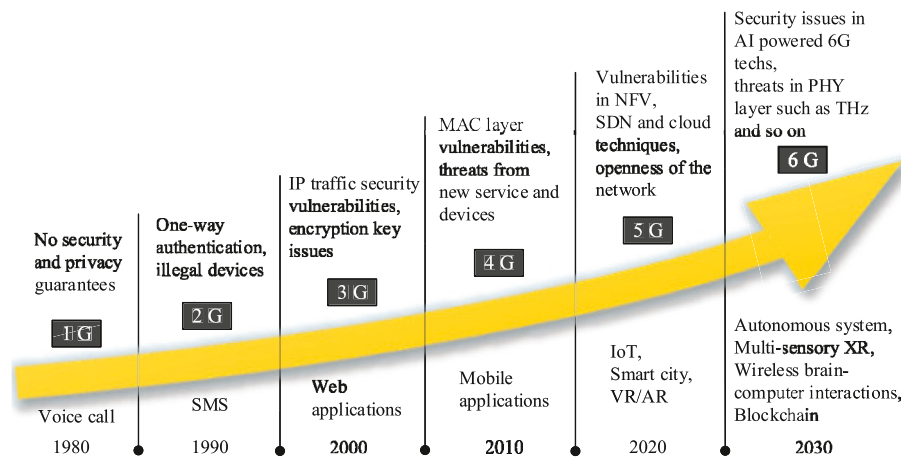 No security
and privacy
guarantees
1 G
Voice call
1980
One-way
authentication,
illegal devices
2 G
SMS
1990
IP traffic security
vulnerabilities,
encryption key
issues
3 G
Web
applications
2000
MAC layer
vulnerabilities,
threats from
new service and
devices
4 G
Mobile
applications
2010
Vulnerabilities
in NFV,
SDN and cloud
techniques,
openness of the
network
5 G
IoT,
Smart city,
VR/AR
2020
Security issues in
AI powered 6G
techs,
threats in PHY
layer such as THz
and so on
6 G
Autonomous system,
Multi-sensory XR,
Wireless brain-
computer interactions,
Blockchain
2030